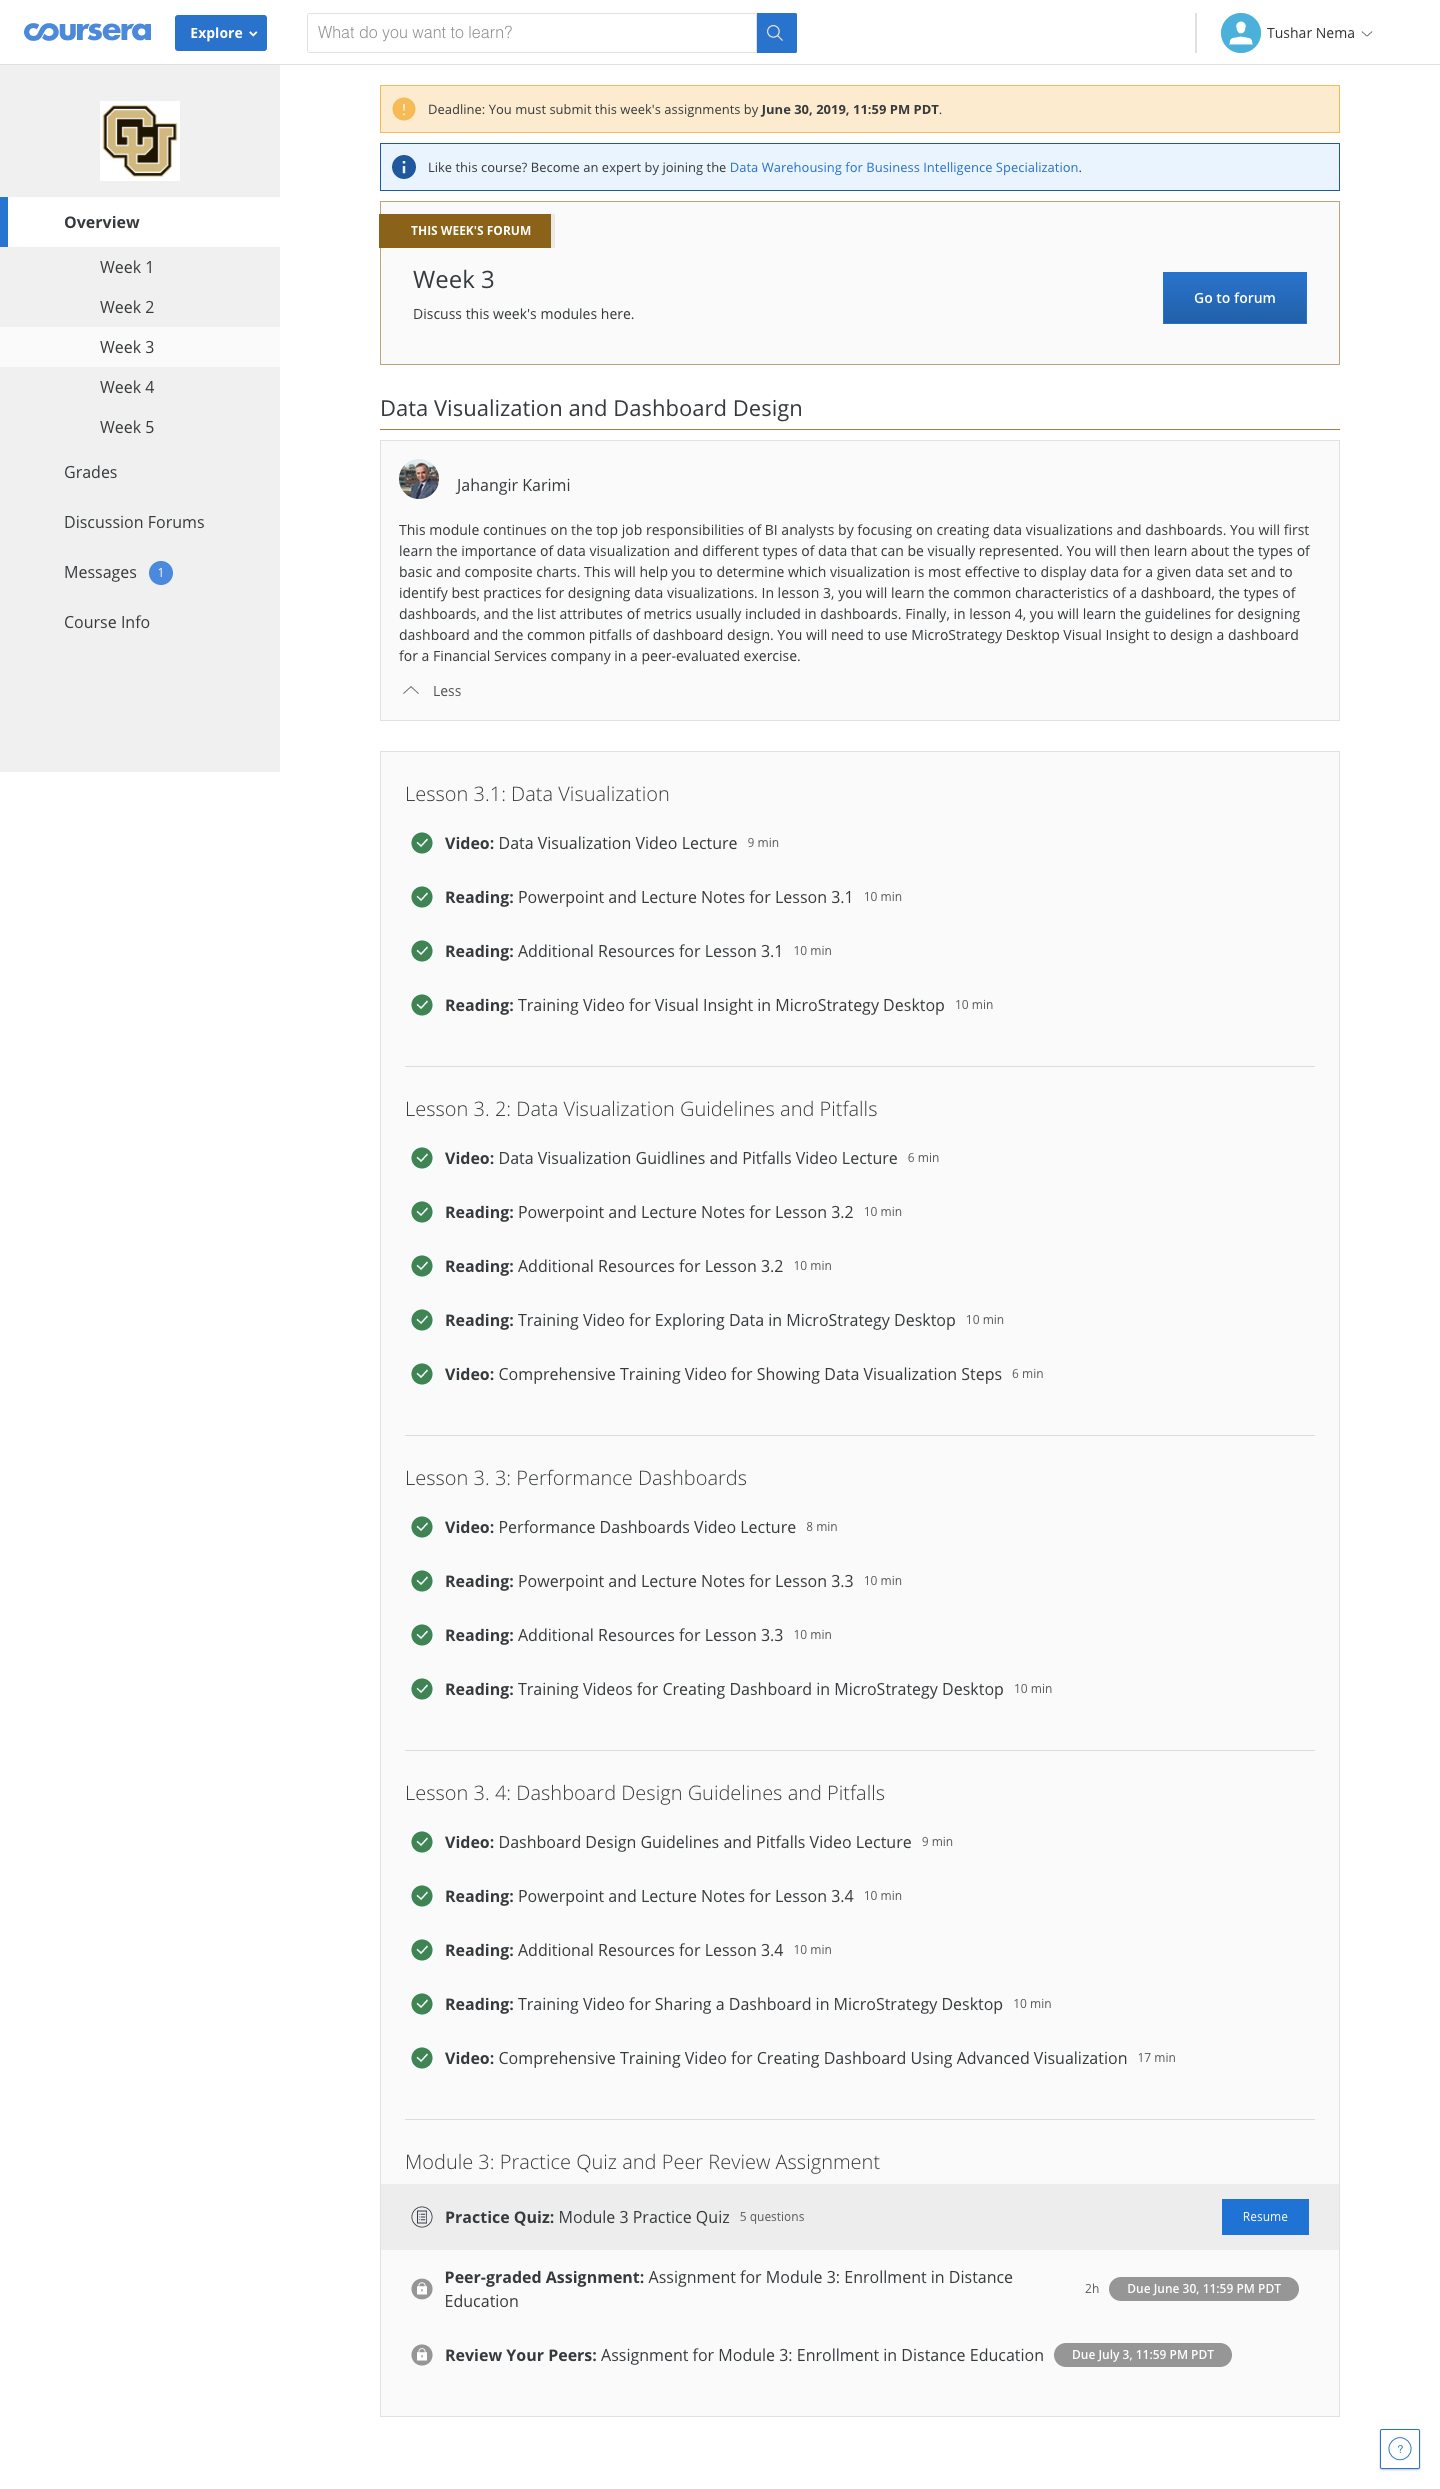 coursera
Explore
What do you want to learn?
Tushar Nema
CU
Overview
Week 1
Week 2
Week 3
Week 4
Week 5
Grades
Discussion Forums
Messages 1
Course Info
Deadline: You must submit this week's assignments by June 30, 2019, 11:59 PM PDT.
Like this course? Become an expert by joining the Data Warehousing for Business Intelligence Specialization.
THIS WEEK'S FORUM
Week 3
Discuss this week's modules here.
Go to forum
Data Visualization and Dashboard Design
Jahangir Karimi
This module continues on the top job responsibilities of BI analysts by focusing on creating data visualizations and dashboards. You will first
learn the importance of data visualization and different types of data that can be visually represented. You will then learn about the types of
basic and composite charts. This will help you to determine which visualization is most effective to display data for a given data set and to
identify best practices for designing data visualizations. In lesson 3, you will learn the common characteristics of a dashboard, the types of
dashboards, and the list attributes of metrics usually included in dashboards. Finally, in lesson 4, you will learn the guidelines for designing
dashboard and the common pitfalls of dashboard design. You will need to use MicroStrategy Desktop Visual Insight to design a dashboard
for a Financial Services company in a peer-evaluated exercise.
Less
Lesson 3.1: Data Visualization
Video: Data Visualization Video Lecture 9 min
Reading: Powerpoint and Lecture Notes for Lesson 3.1 10 min
Reading: Additional Resources for Lesson 3.1 10 min
Reading: Training Video for Visual Insight in MicroStrategy Desktop 10 min
Lesson 3. 2: Data Visualization Guidelines and Pitfalls
Video: Data Visualization Guidlines and Pitfalls Video Lecture 6 min
Reading: Powerpoint and Lecture Notes for Lesson 3.2 10 min
Reading: Additional Resources for Lesson 3.2 10 min
Reading: Training Video for Exploring Data in MicroStrategy Desktop 10 min
Video: Comprehensive Training Video for Showing Data Visualization Steps 6 min
Lesson 3. 3: Performance Dashboards
Video: Performance Dashboards Video Lecture 8 min
Reading: Powerpoint and Lecture Notes for Lesson 3.3 10 min
Reading: Additional Resources for Lesson 3.3 10 min
Reading: Training Videos for Creating Dashboard in MicroStrategy Desktop 10 min
Lesson 3. 4: Dashboard Design Guidelines and Pitfalls
Video: Dashboard Design Guidelines and Pitfalls Video Lecture 9 min
Reading: Powerpoint and Lecture Notes for Lesson 3.4 10 min
Reading: Additional Resources for Lesson 3.4 10 min
Reading: Training Video for Sharing a Dashboard in MicroStrategy Desktop 10 min
Video: Comprehensive Training Video for Creating Dashboard Using Advanced Visualization 17 min
Module 3: Practice Quiz and Peer Review Assignment
Practice Quiz: Module 3 Practice Quiz 5 questions Resume
Peer-graded Assignment: Assignment for Module 3: Enrollment in Distance
Education 2h Due June 30, 11:59 PM PDT
Review Your Peers: Assignment for Module 3: Enrollment in Distance Education Due July 3, 11:59 PM PDT
?